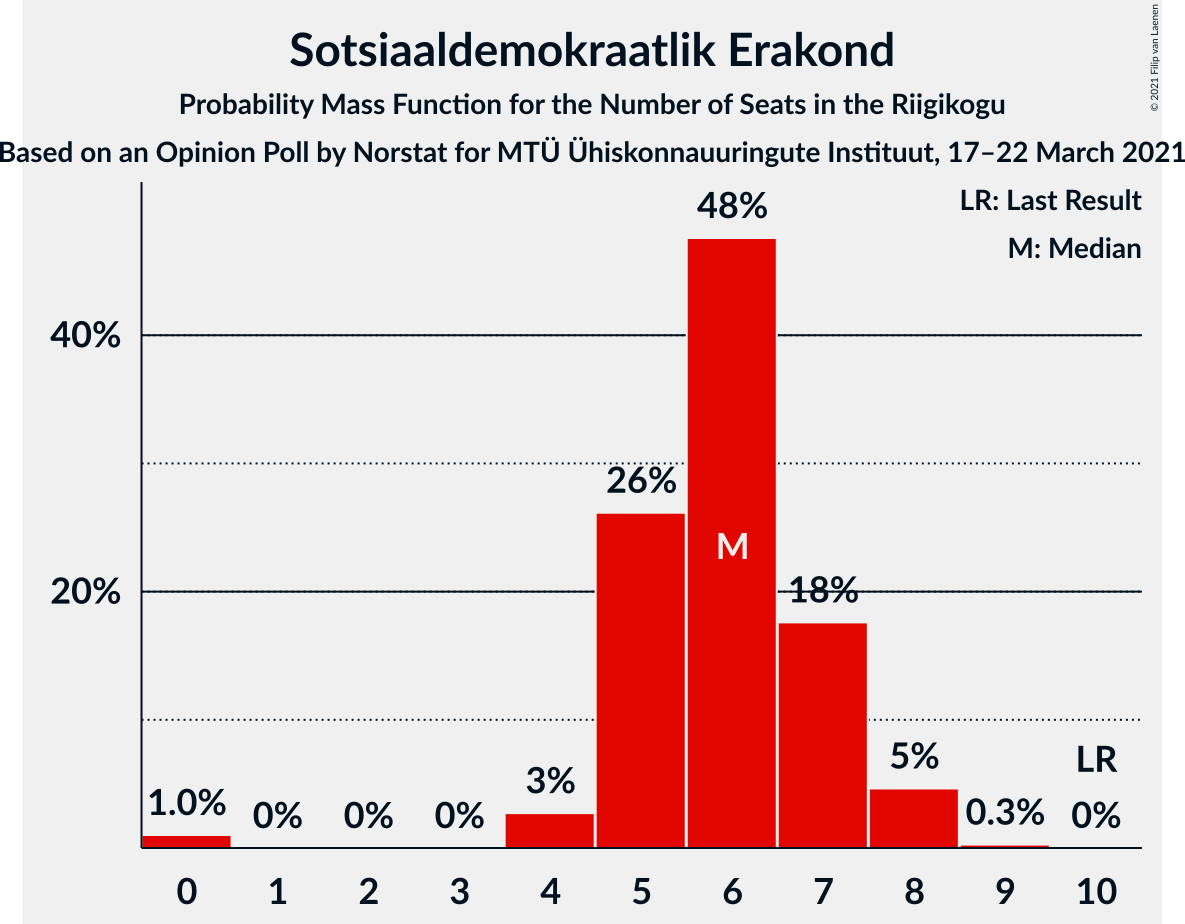 Sotsiaaldemokraatlik Erakond
Probability Mass Function for the Number of Seats in the Riigikogu
Based on an Opinion Poll by Norstat for MTÜ Ühiskonnauuringute Instituut, 17–22 March 2021
© 2021 Filip van Laenen
LR: Last Result
M: Median
48%
40%
26%
M
20%
18%
5%
LR
3%
1.0%
0%
0%
0%
0.3%
0%
0 1 2 3 4 5 6 7 8 9 10